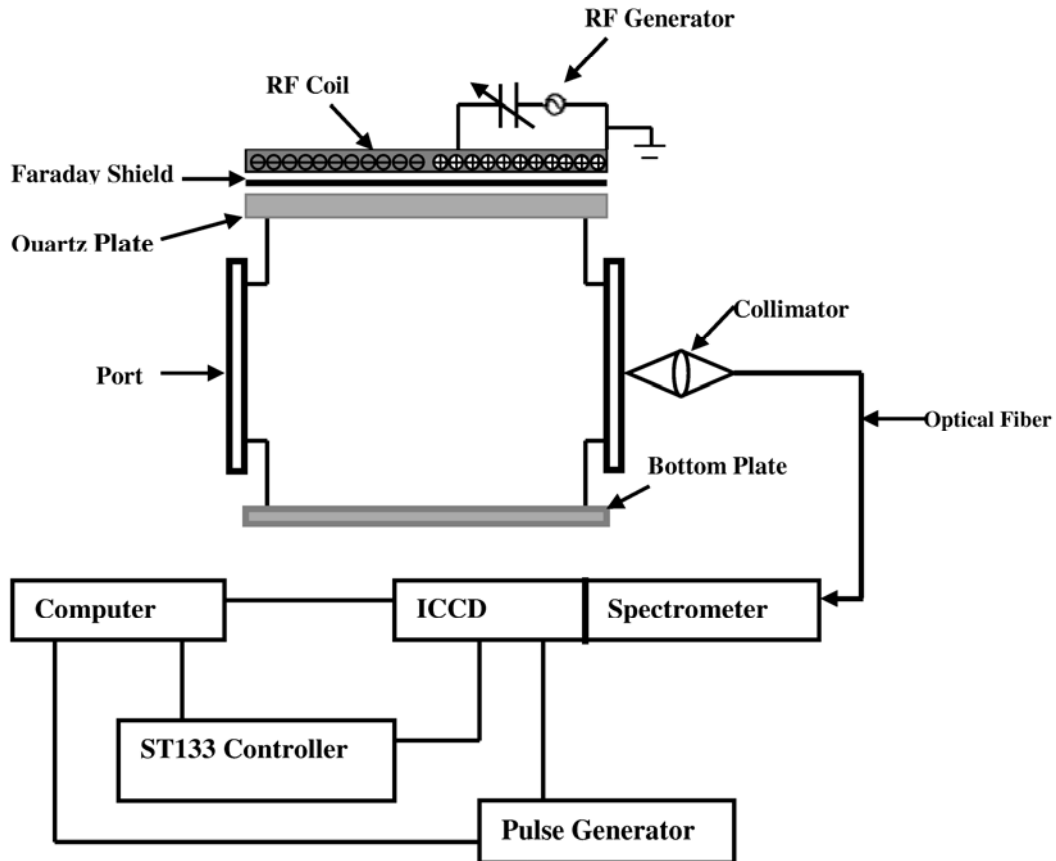 RF Generator
RF Coil
Faraday Shield
Quartz Plate
Collimator
Port
Optical Fiber
Bottom Plate
Computer
ICCD
Spectrometer
ST133 Controller
Pulse Generator